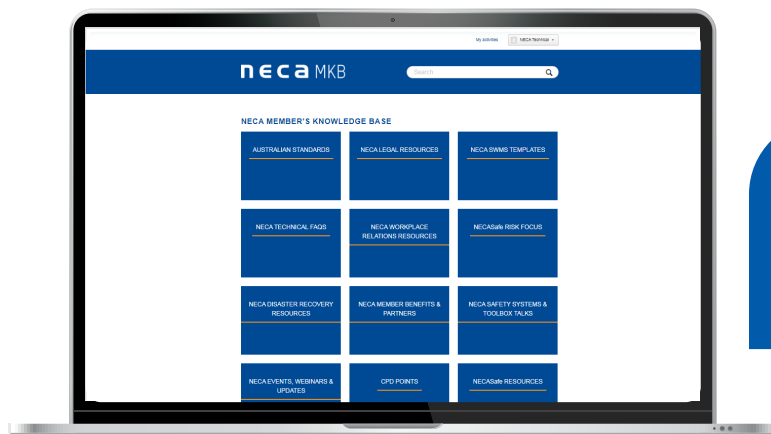 My Activities NECA Technical
neca MKB
Search
NECA MEMBER'S KNOWLEDGE BASE
AUSTRALIAN STANDARDS
NECA LEGAL RESOURCES
NECA SWMS TEMPLATES
NECA TECHNICAL FAQS
NECA WORKPLACE
RELATIONS RESOURCES
NECASafe RISK FOCUS
NECA DISASTER RECOVERY
RESOURCES
NECA MEMBER BENEFITS &
PARTNERS
NECA SAFETY SYSTEMS &
TOOLBOX TALKS
NECA EVENTS, WEBINARS &
UPDATES
CPD POINTS
NECASafe RESOURCES